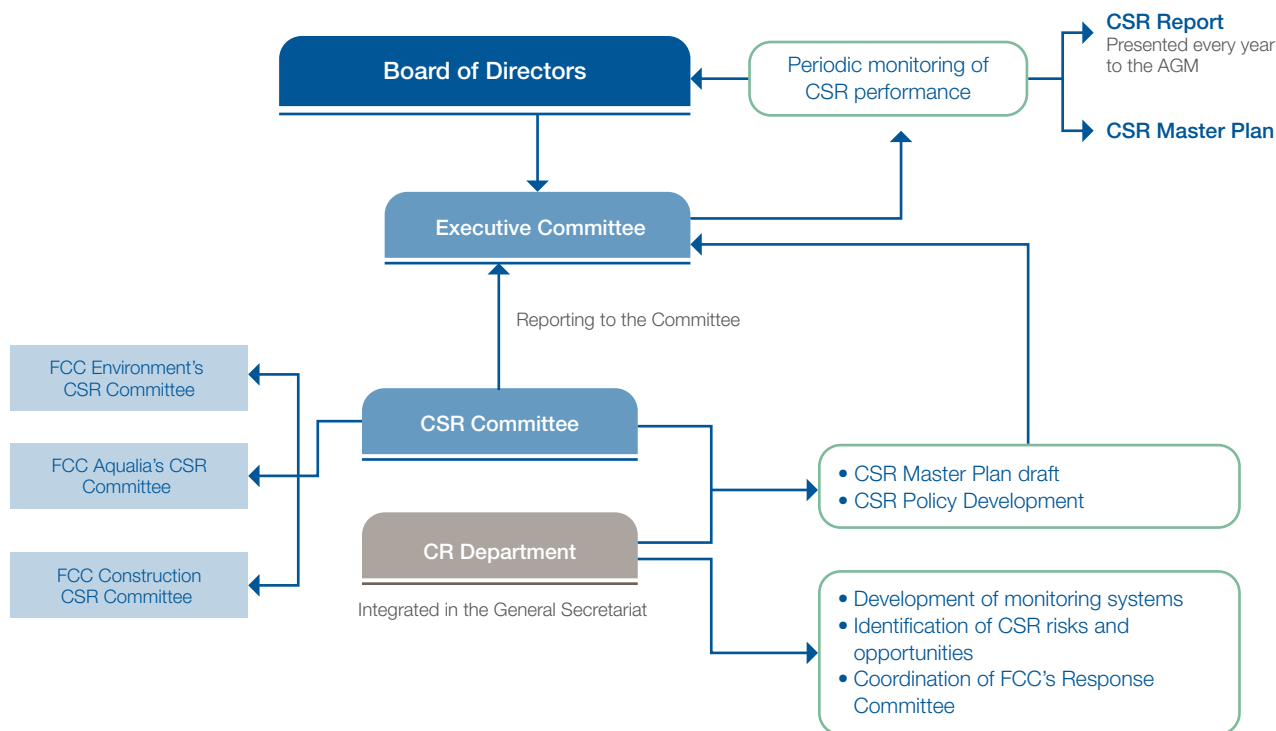 Board of Directors
Periodic monitoring of
CSR performance
CSR Report
Presented every year
to the AGM
CSR Master Plan
Executive Committee
Reporting to the Committee
FCC Environment’s
CSR Committee
FCC Aqualia’s CSR
Committee
FCC Construction
CSR Committee
CSR Committee
CR Department
Integrated in the General Secretariat
• CSR Master Plan draft
• CSR Policy Development
• Development of monitoring systems
• Identification of CSR risks and
opportunities
• Coordination of FCC’s Response
Committee